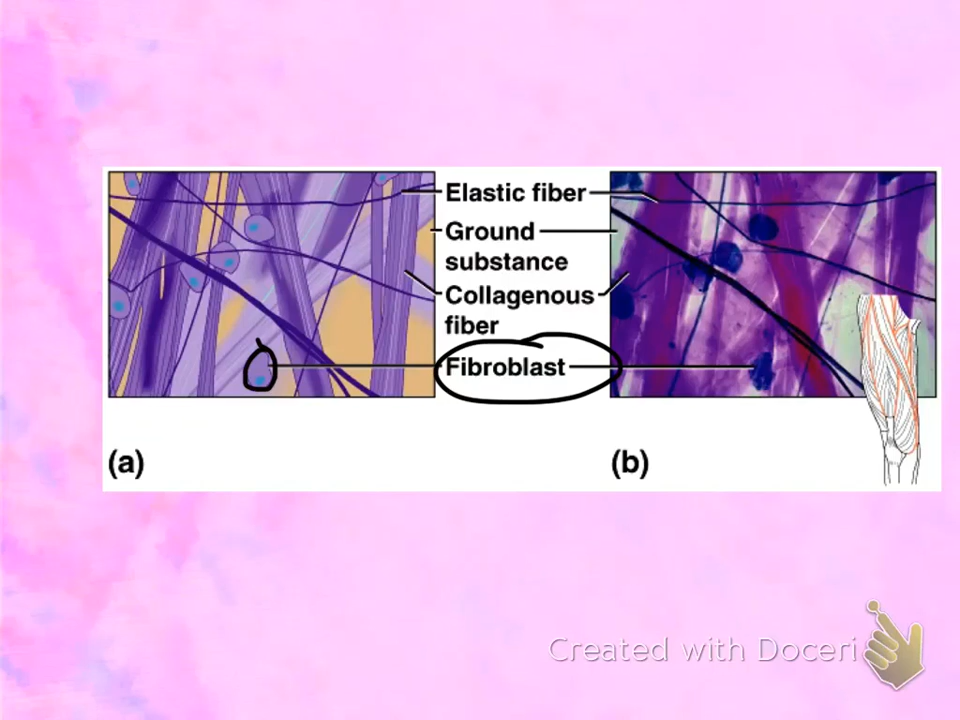 Elastic fiber
Ground
substance
Collagenous
fiber
Fibroblast
(a)
(b)
Created with Doceri